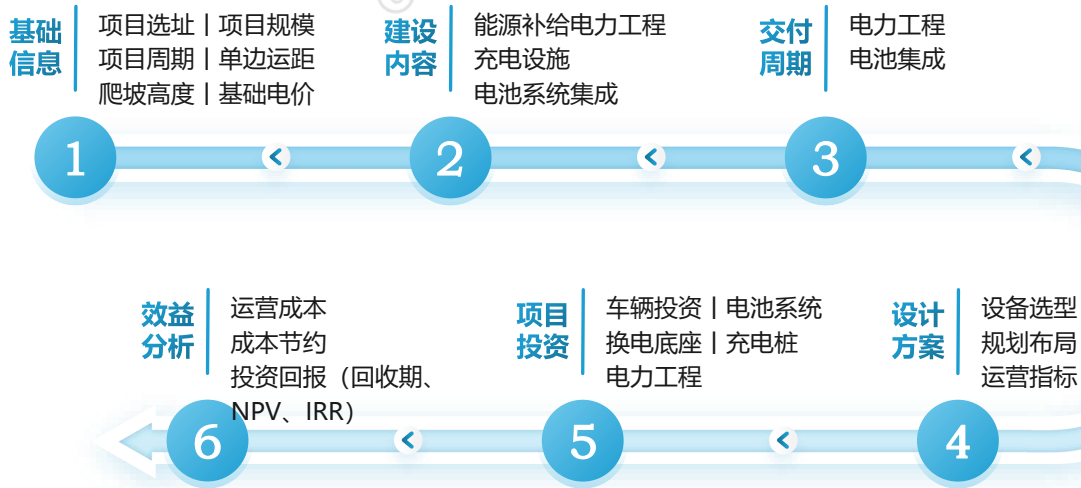 基础
信息
项目选址丨项目规模
项目周期丨单边运距
爬坡高度丨基础电价
建设
内容
能源补给电力工程
充电设施
电池系统集成
交付
周期
电力工程
电池集成
1
2
3
效益
分析
运营成本
成本节约
投资回报（回收期、
NPV、IRR）
项目
投资
车辆投资丨电池系统
换电底座丨充电桩
电力工程
设计
方案
设备选型
规划布局
运营指标
6
5
4